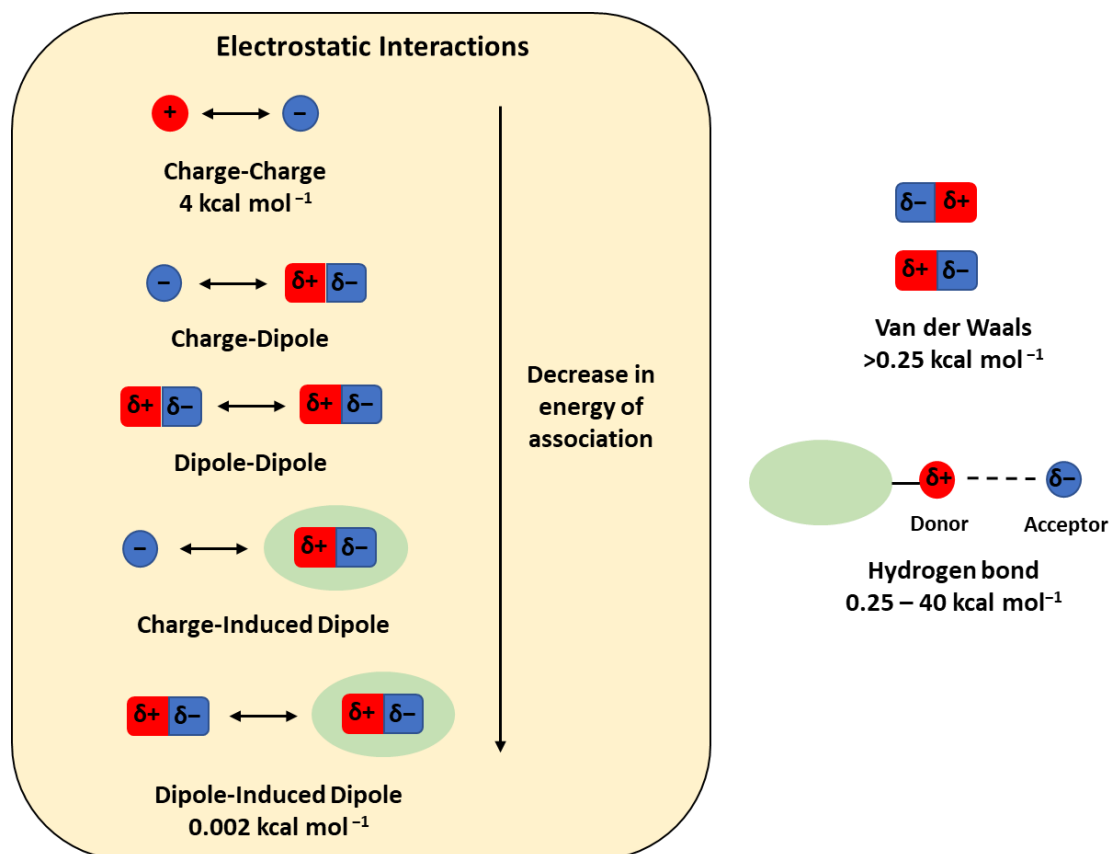 Electrostatic Interactions
+ −
Charge-Charge
4 kcal mol⁻¹
− δ+ δ−
Charge-Dipole
δ+ δ− δ+ δ−
Dipole-Dipole
− δ+ δ−
Charge-Induced Dipole
δ+ δ− δ+ δ−
Dipole-Induced Dipole
0.002 kcal mol⁻¹
Decrease in
energy of
association
δ− δ+
δ+ δ−
Van der Waals
>0.25 kcal mol⁻¹
δ+ δ−
Donor Acceptor
Hydrogen bond
0.25 – 40 kcal mol⁻¹